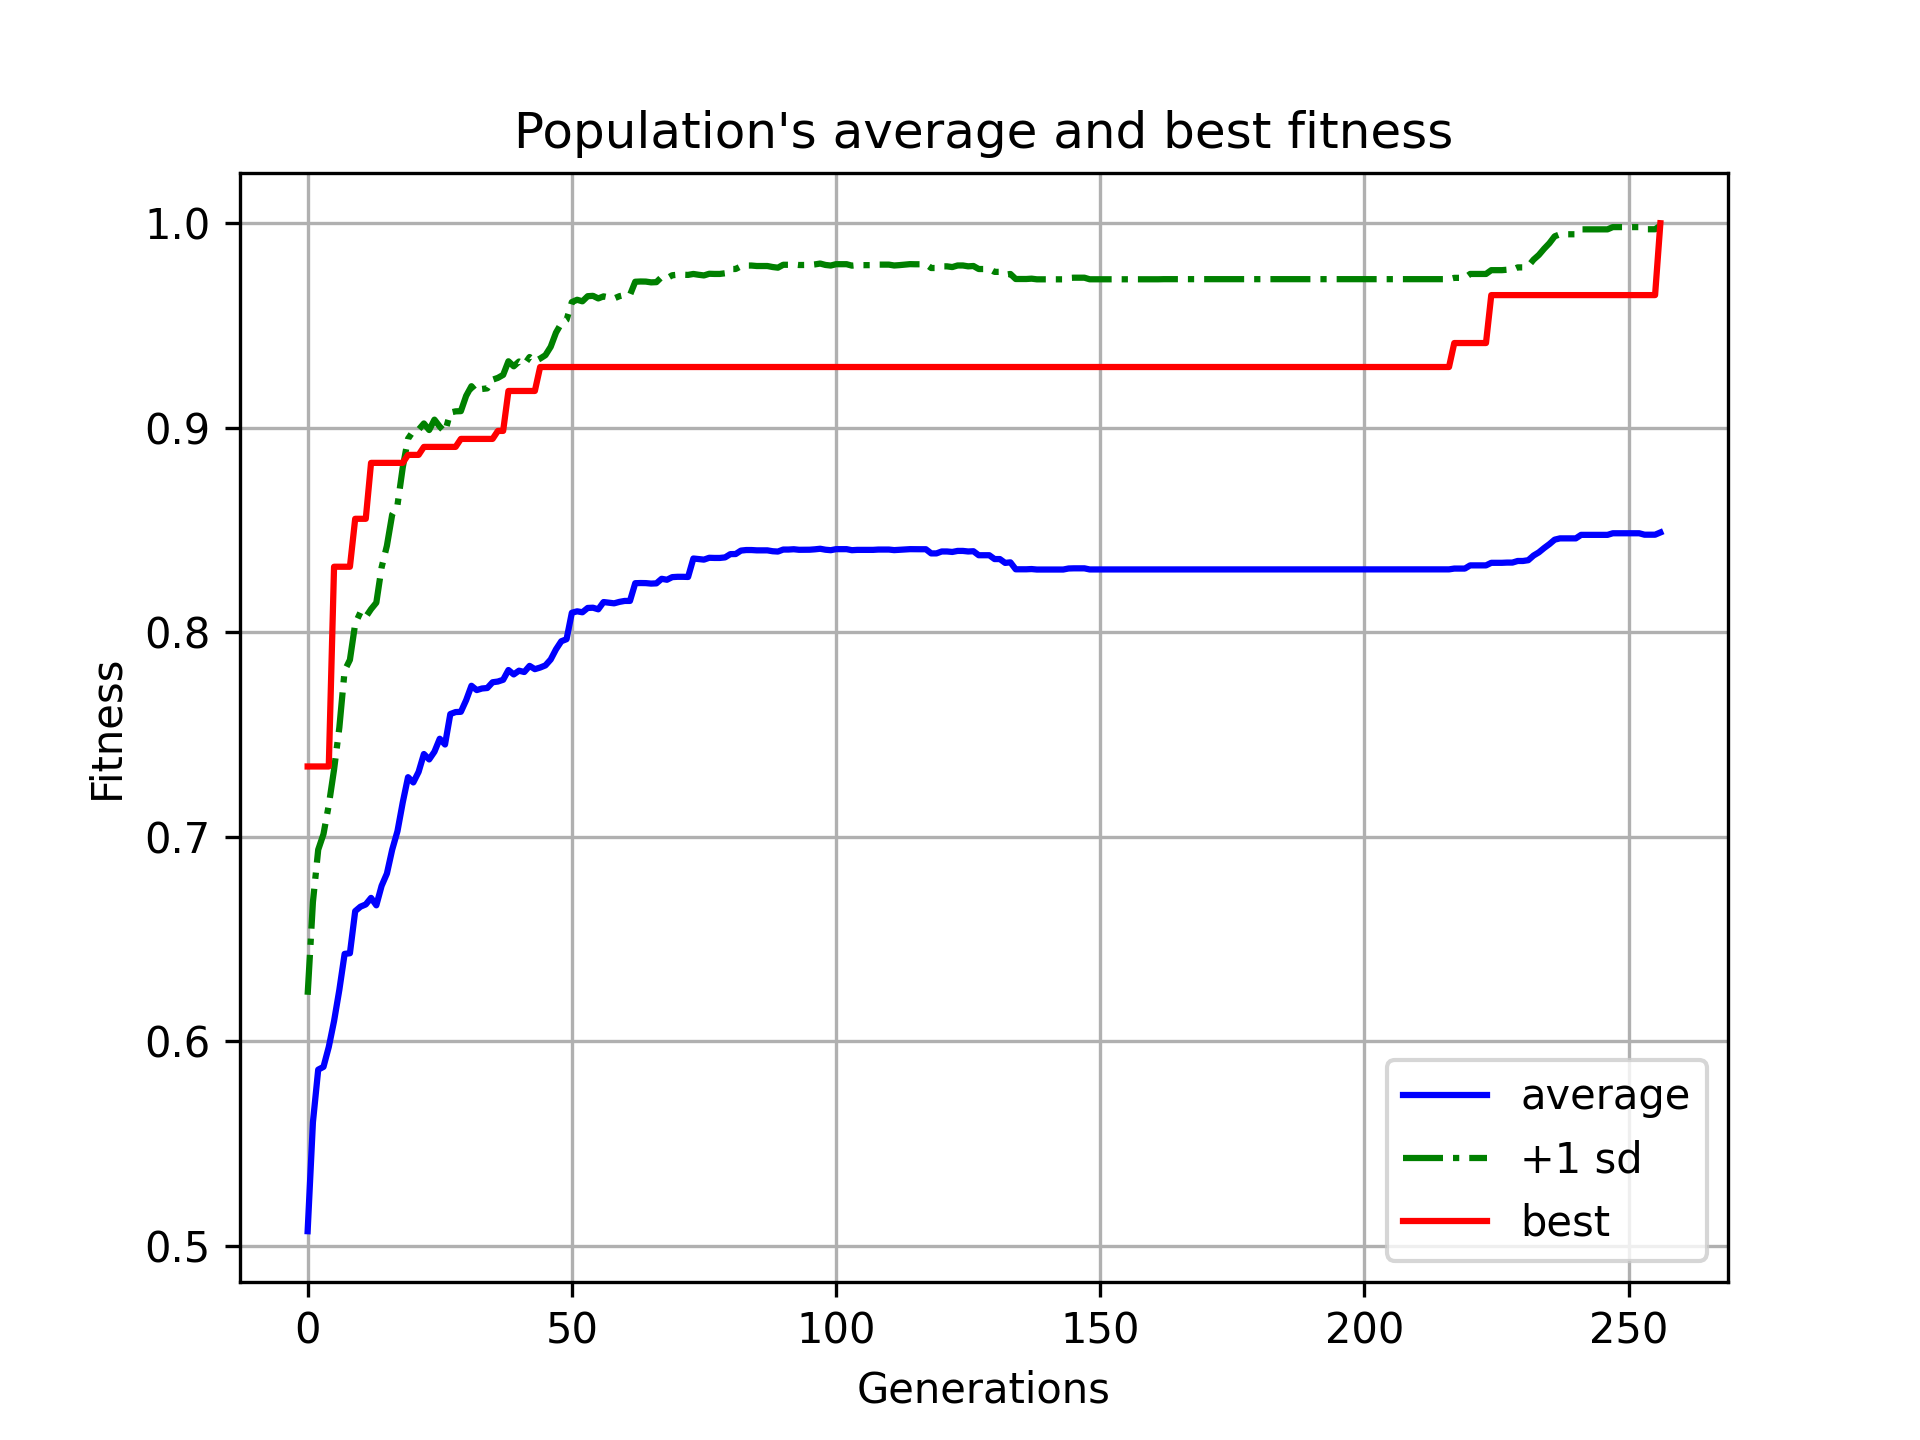 Population's average and best fitness
1.0
0.9
0.8
0.7
0.6
0.5
Fitness
0 50 100 150 200 250
Generations
average
+1 sd
best